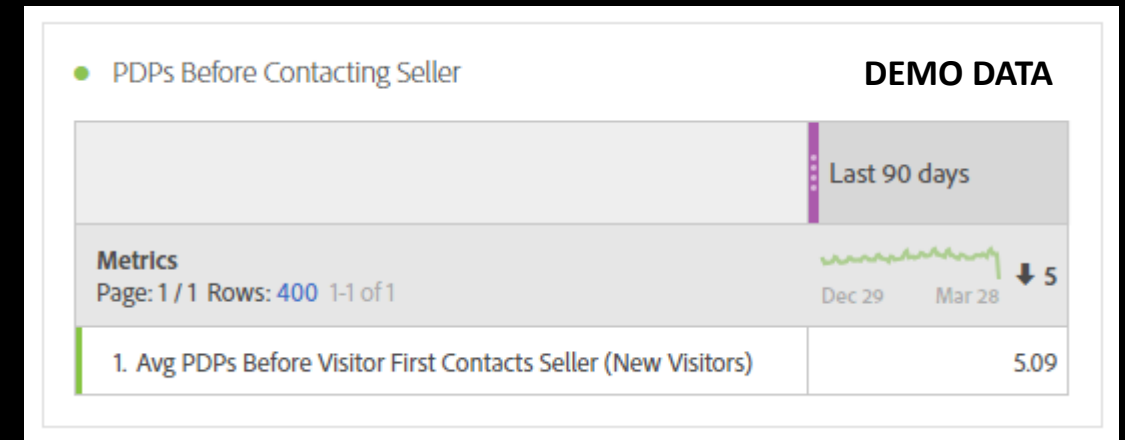 PDPs Before Contacting Seller
DEMO DATA
Last 90 days
Metrics
Page: 1 / 1 Rows: 400 1-1 of 1
Dec 29 Mar 28
5
1. Avg PDPs Before Visitor First Contacts Seller (New Visitors) 5.09